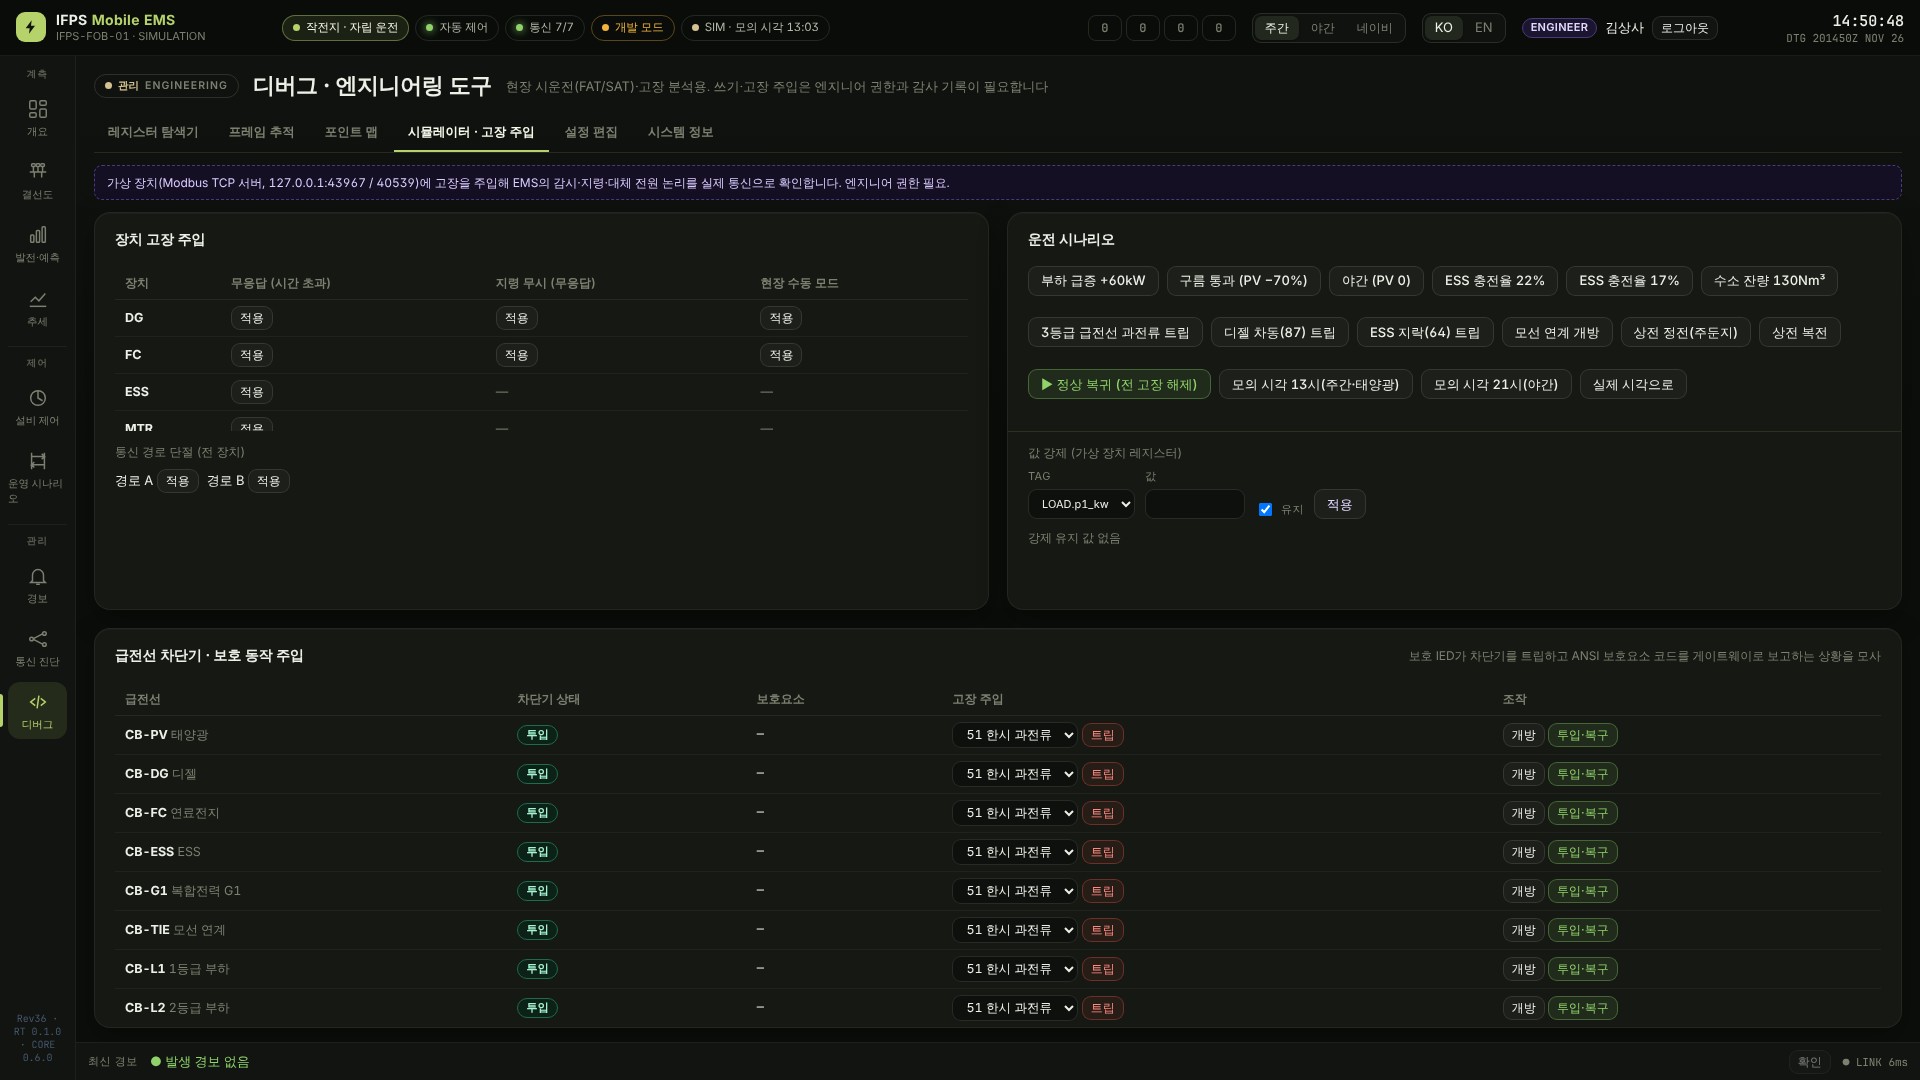 IFPS Mobile EMS
IFPS-FOB-01 · SIMULATION
작전지 · 자립 운전
자동 제어
통신 7/7
개발 모드
SIM · 모의 시각 13:03
0 0 0 0
주간 야간 네이비
KO EN
ENGINEER 김상사 로그아웃
14:50:48
DTG 201450Z NOV 26
계측
개요
결선도
발전·예측
추세
제어
설비 제어
운영 시나리오
관리
경보
통신 진단
디버그
Rev36 ·
RT 0.1.0
· CORE
0.6.0
관리 ENGINEERING
디버그 · 엔지니어링 도구
현장 시운전(FAT/SAT)·고장 분석용. 쓰기·고장 주입은 엔지니어 권한과 감사 기록이 필요합니다
레지스터 탐색기 프레임 추적 포인트 맵 시뮬레이터 · 고장 주입 설정 편집 시스템 정보
가상 장치(Modbus TCP 서버, 127.0.0.1:43967 / 40539)에 고장을 주입해 EMS의 감시·지령·대체 전원 논리를 실제 통신으로 확인합니다. 엔지니어 권한 필요.
장치 고장 주입
장치 무응답 (시간 초과) 지령 무시 (무응답) 현장 수동 모드
DG 적용 적용 적용
FC 적용 적용 적용
ESS 적용 — —
MTR 적용 — —
통신 경로 단절 (전 장치)
경로 A 적용 경로 B 적용
운전 시나리오
부하 급증 +60kW 구름 통과 (PV −70%) 야간 (PV 0) ESS 충전율 22% ESS 충전율 17% 수소 잔량 130Nm³
3등급 급전선 과전류 트립 디젤 차동(87) 트립 ESS 지락(64) 트립 모선 연계 개방 상전 정전(주둔지) 상전 복전
▶ 정상 복귀 (전 고장 해제) 모의 시각 13시(주간·태양광) 모의 시각 21시(야간) 실제 시각으로
값 강제 (가상 장치 레지스터)
TAG 값
LOAD.p1_kw 유지 적용
강제 유지 값 없음
급전선 차단기 · 보호 동작 주입
보호 IED가 차단기를 트립하고 ANSI 보호요소 코드를 게이트웨이로 보고하는 상황을 모사
급전선 차단기 상태 보호요소 고장 주입 조작
CB-PV 태양광 투입 – 51 한시 과전류 트립 개방 투입·복구
CB-DG 디젤 투입 – 51 한시 과전류 트립 개방 투입·복구
CB-FC 연료전지 투입 – 51 한시 과전류 트립 개방 투입·복구
CB-ESS ESS 투입 – 51 한시 과전류 트립 개방 투입·복구
CB-G1 복합전력 G1 투입 – 51 한시 과전류 트립 개방 투입·복구
CB-TIE 모선 연계 투입 – 51 한시 과전류 트립 개방 투입·복구
CB-L1 1등급 부하 투입 – 51 한시 과전류 트립 개방 투입·복구
CB-L2 2등급 부하 투입 – 51 한시 과전류 트립 개방 투입·복구
최신 경보 발생 경보 없음
확인 LINK 6ms